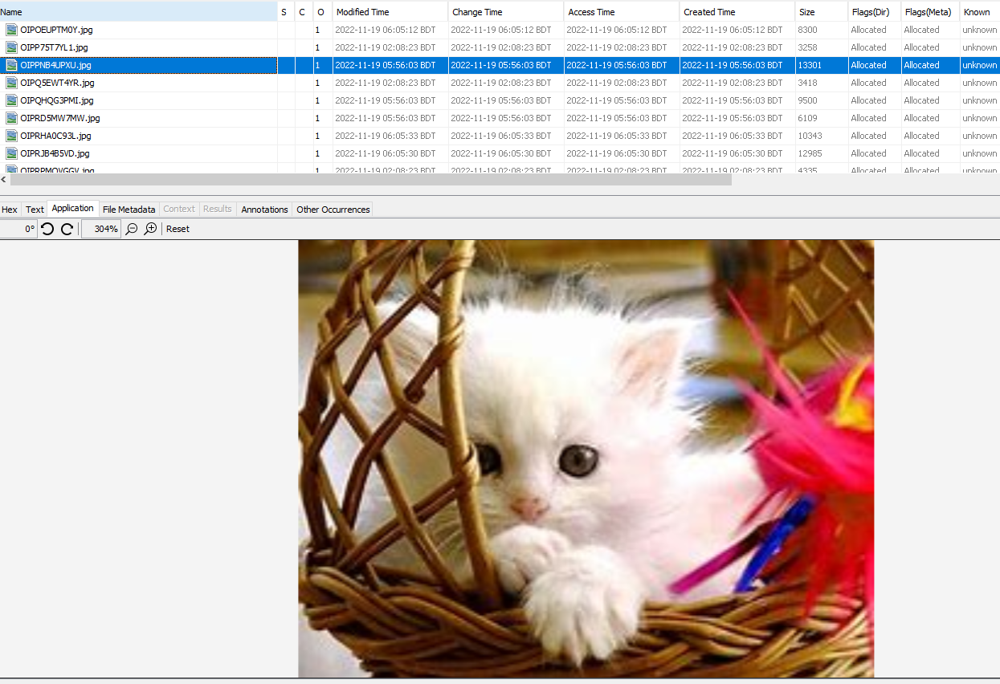 Name S C O Modified Time Change Time Access Time Created Time Size Flags(Dir) Flags(Meta) Known
OIPOEUPTM0Y.jpg 1 2022-11-19 06:05:12 BDT 2022-11-19 06:05:12 BDT 2022-11-19 06:05:12 BDT 2022-11-19 06:05:12 BDT 8300 Allocated Allocated unknown
OIPP75T7YL1.jpg 1 2022-11-19 02:08:23 BDT 2022-11-19 02:08:23 BDT 2022-11-19 02:08:23 BDT 2022-11-19 02:08:23 BDT 3258 Allocated Allocated unknown
OIPPNB4UPXU.jpg 1 2022-11-19 05:56:03 BDT 2022-11-19 05:56:03 BDT 2022-11-19 05:56:03 BDT 2022-11-19 05:56:03 BDT 13301 Allocated Allocated unknown
OIPQ5EWT4YR.jpg 1 2022-11-19 02:08:23 BDT 2022-11-19 02:08:23 BDT 2022-11-19 02:08:23 BDT 2022-11-19 02:08:23 BDT 3418 Allocated Allocated unknown
OIPQHQG3PMI.jpg 1 2022-11-19 05:56:03 BDT 2022-11-19 05:56:03 BDT 2022-11-19 05:56:03 BDT 2022-11-19 05:56:03 BDT 9500 Allocated Allocated unknown
OIPRD5MW7MW.jpg 1 2022-11-19 05:56:03 BDT 2022-11-19 05:56:03 BDT 2022-11-19 05:56:03 BDT 2022-11-19 05:56:03 BDT 6109 Allocated Allocated unknown
OIPRHA0C93L.jpg 1 2022-11-19 06:05:33 BDT 2022-11-19 06:05:33 BDT 2022-11-19 06:05:33 BDT 2022-11-19 06:05:33 BDT 10343 Allocated Allocated unknown
OIPRJB4B5VD.jpg 1 2022-11-19 06:05:30 BDT 2022-11-19 06:05:30 BDT 2022-11-19 06:05:30 BDT 2022-11-19 06:05:30 BDT 12985 Allocated Allocated unknown
1 2022-11-19 02:08:23 BDT 2022-11-19 02:08:23 BDT 2022-11-19 02:08:23 BDT 2022-11-19 02:08:23 BDT 4335 Allocated Allocated unknown
Hex Text Application File Metadata Context Results Annotations Other Occurrences
0° 304% Reset